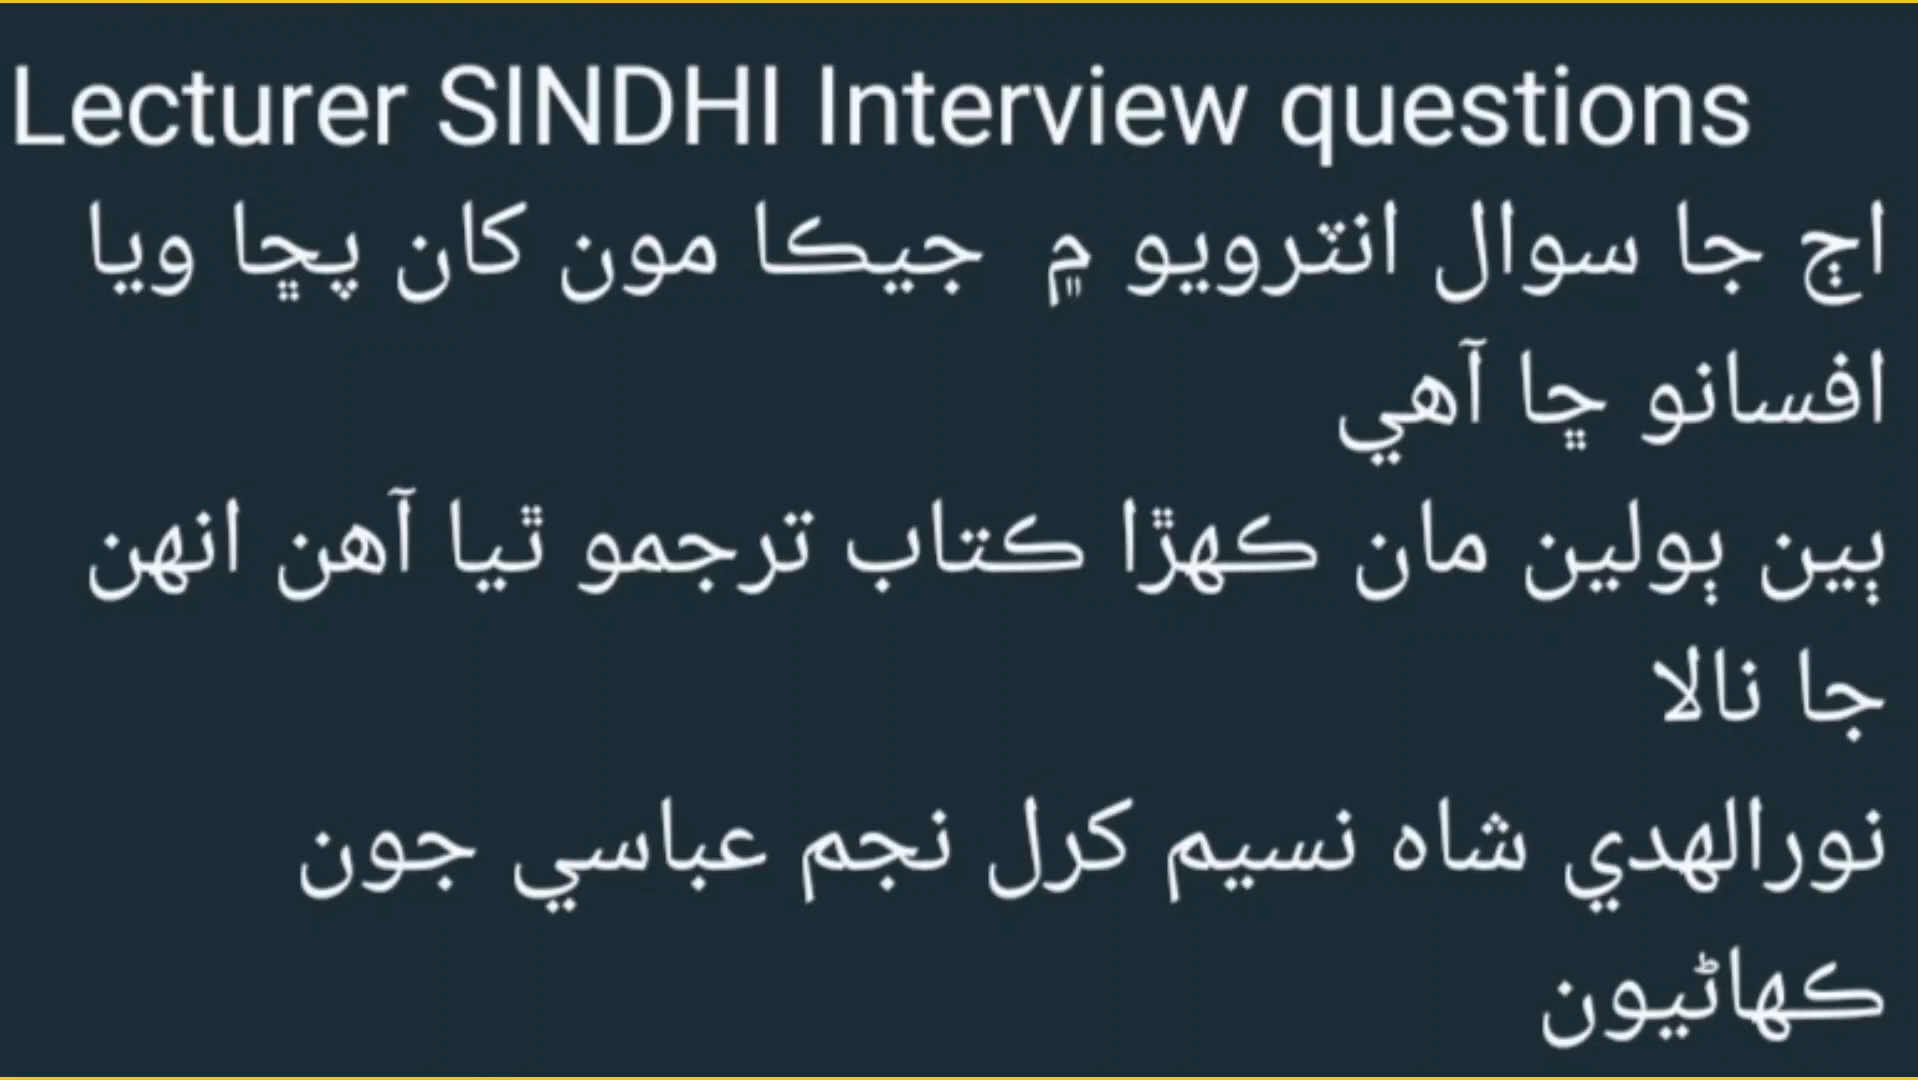 Lecturer SINDHI Interview questions
اڄ جا سوال انٽرويو ۾ جيڪا مون کان پڇا ويا
افسانو ڇا آهي
ٻين ٻولين مان ڪهڙا ڪتاب ترجمو ٿيا آهن انهن
جا نالا
نورالهدي شاه نسيم کرل نجم عباسي جون
ڪهاڻيون